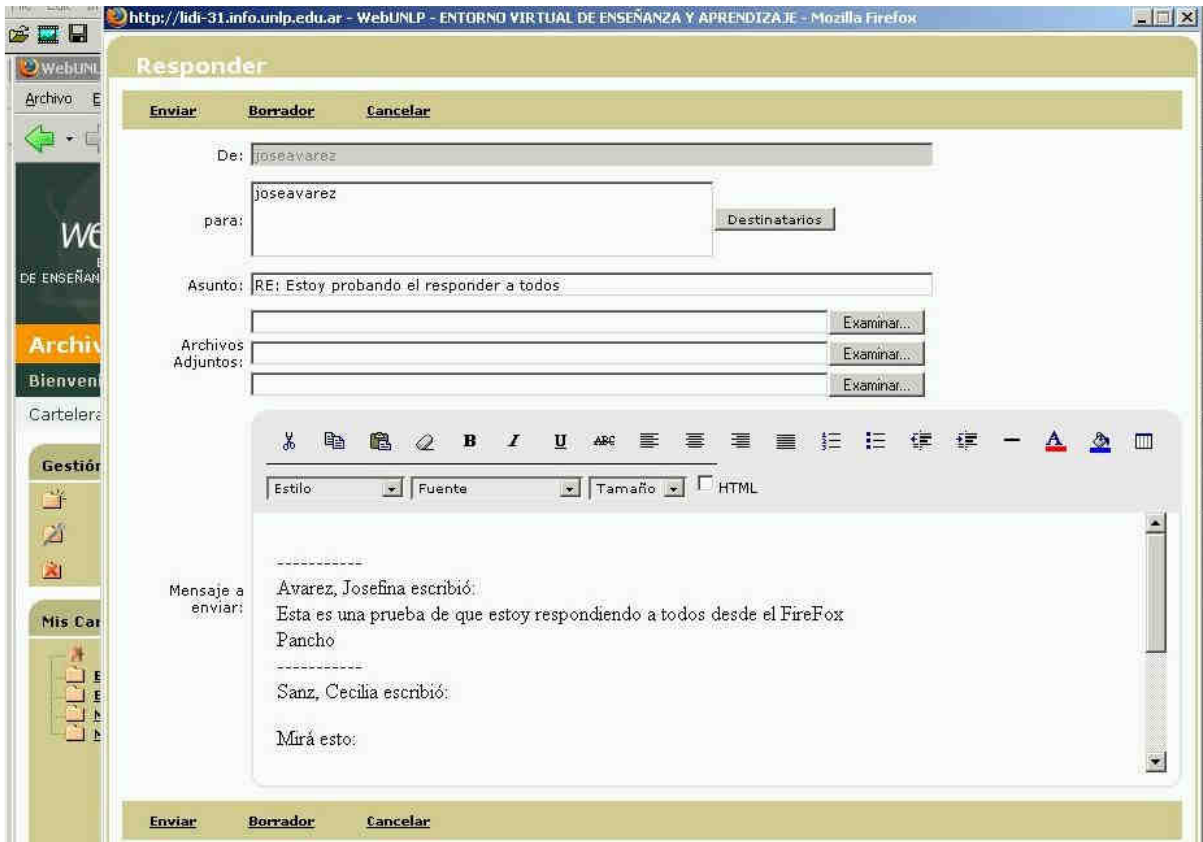 http://lidi-31.info.unlp.edu.ar - WebUNLP - ENTORNO VIRTUAL DE ENSEÑANZA Y APRENDIZAJE - Mozilla Firefox
WebUNL
Archivo E
Responder
Enviar Borrador Cancelar
De: joseavarez
para: joseavarez
Destinatarios
DE ENSEÑAN
Asunto: RE: Estoy probando el responder a todos
Examinar...
Archivos Adjuntos: Examinar...
Examinar...
Archiv
Bienveni
Cartelera
Gestión
Estilo Fuente Tamaño HTML
Mensaje a enviar:
-----------
Avarez, Josefina escribió:
Esta es una prueba de que estoy respondiendo a todos desde el FireFox
Pancho
-----------
Sanz, Cecilia escribió:
Mirá esto:
Mis Car
Enviar Borrador Cancelar